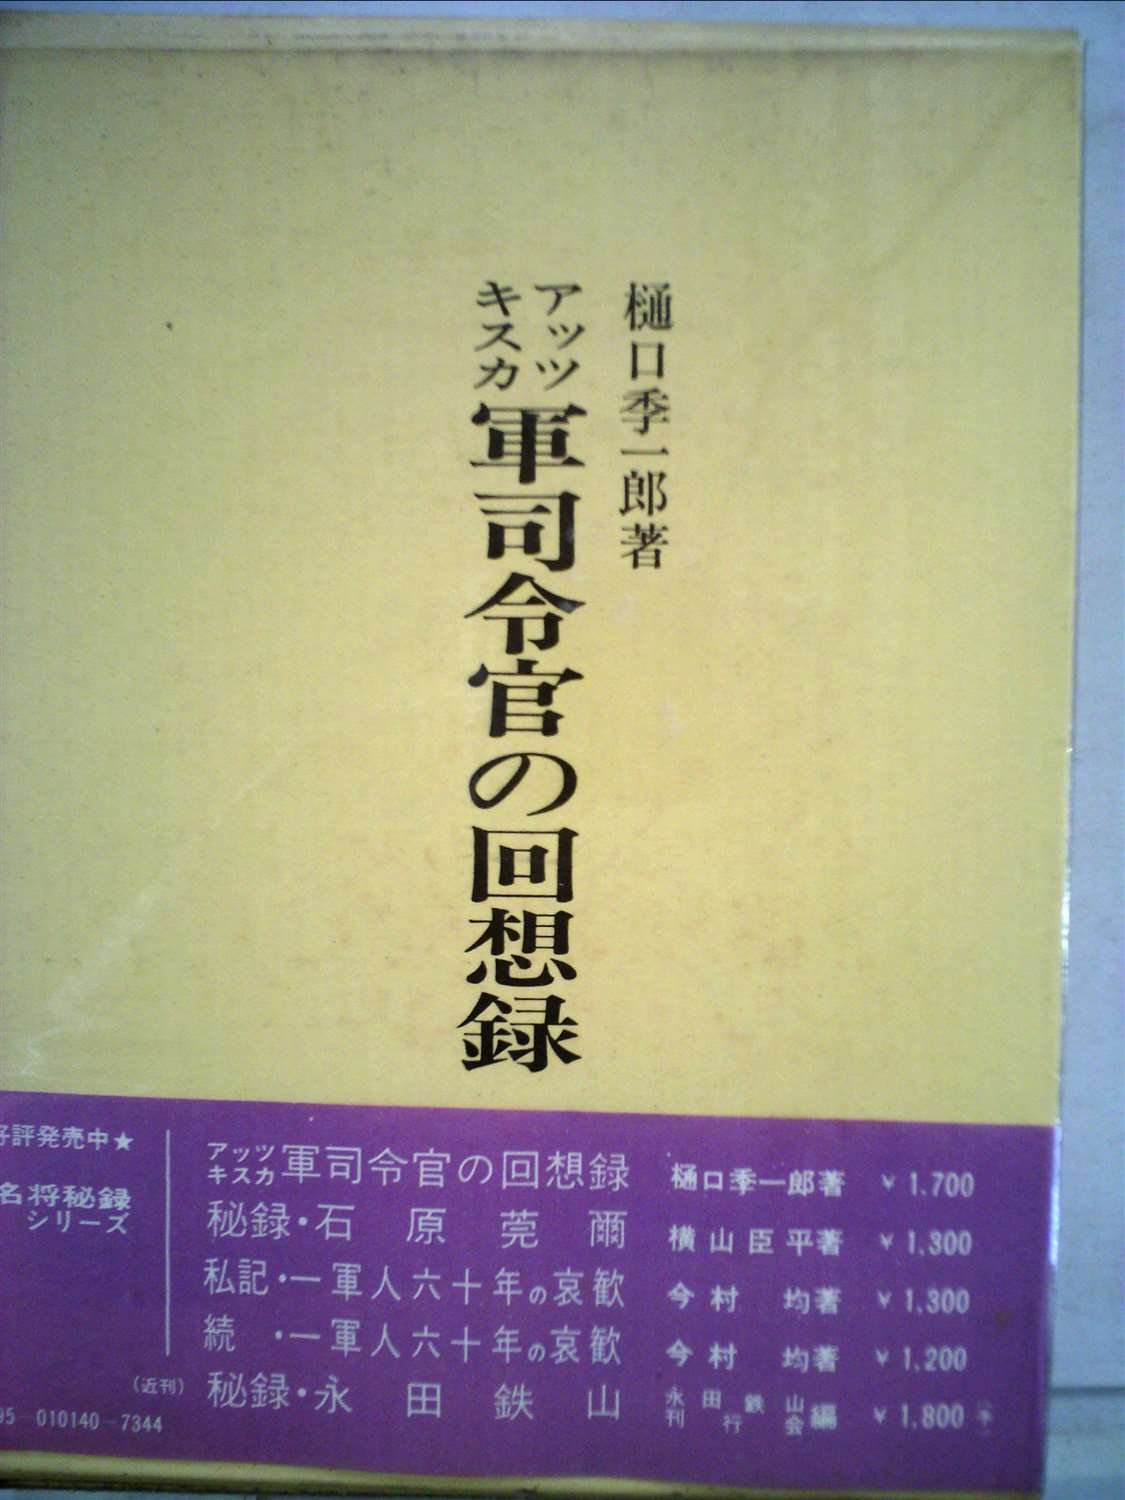 樋口季一郎著
アッツ
キスカ
軍司令官の回想録
好評発売中★
名将秘録
シリーズ
アッツ
キスカ
軍司令官の回想録 樋口季一郎著 ¥1,700
秘録・石原莞爾 横山臣平著 ¥1,300
私記・一軍人六十年の哀歓 今村均著 ¥1,300
続・一軍人六十年の哀歓 今村均著 ¥1,200
(近刊) 秘録・永田鉄山 永田鉄山刊行会編 ¥1,800
95-010140-7344